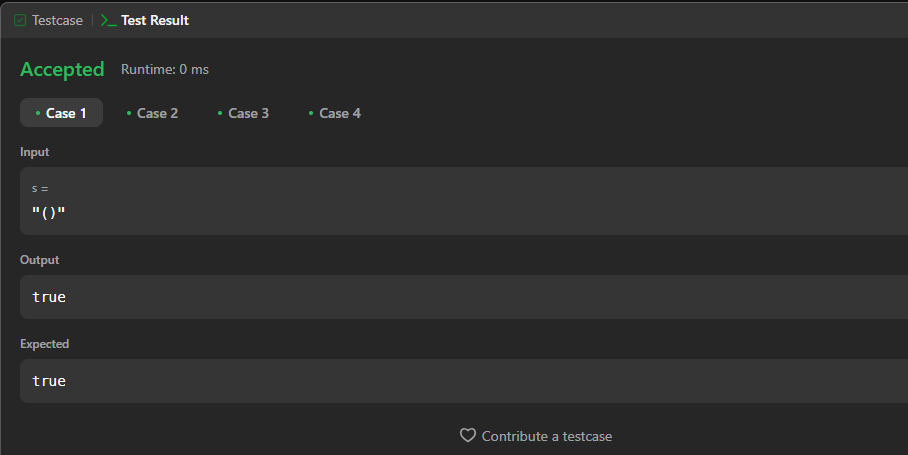 Testcase | >_ Test Result
Accepted Runtime: 0 ms
• Case 1 • Case 2 • Case 3 • Case 4
Input
s =
"()"
Output
true
Expected
true
Contribute a testcase